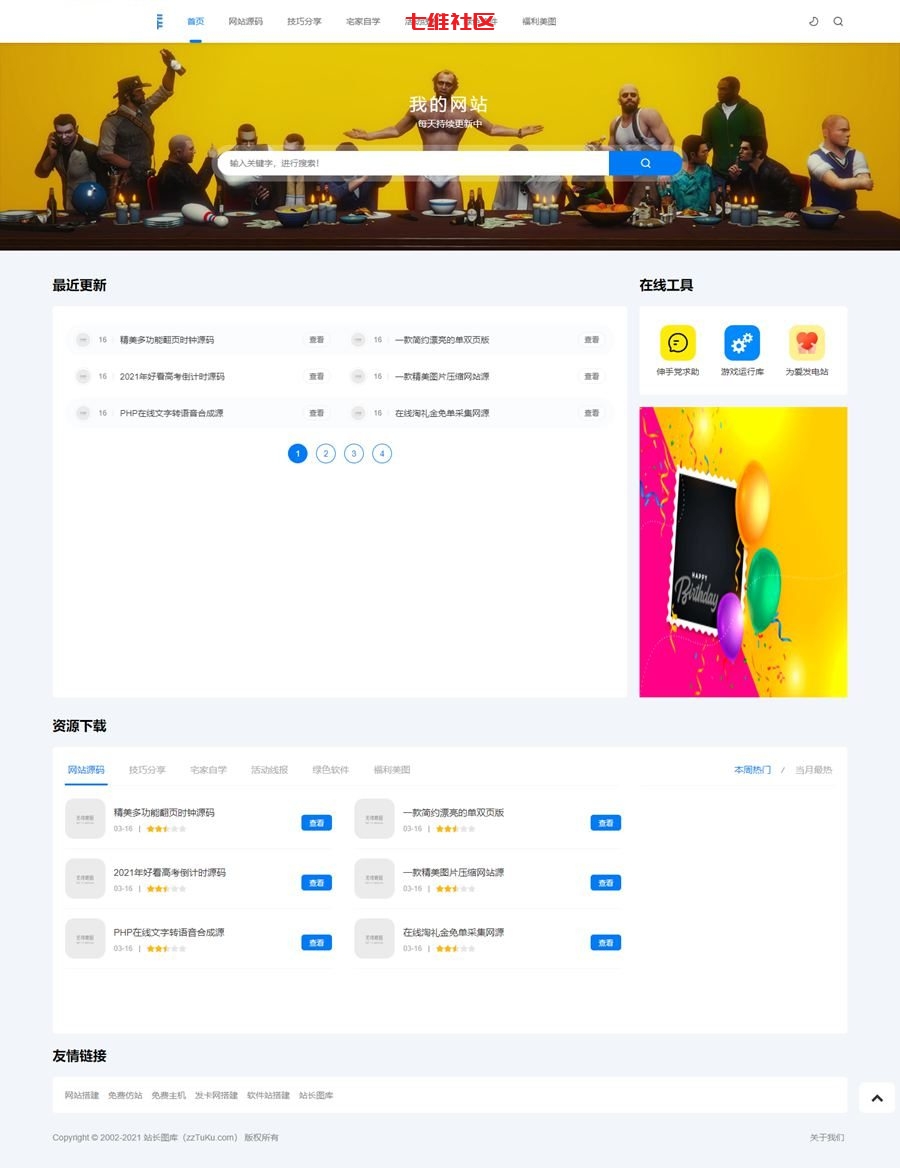 首页 网站源码 技巧分享 宅家自学 七维社区 福利美图
我的网站
每天持续更新中
输入关键字，进行搜索！
最近更新
在线工具
16 精美多功能翻页时钟源码 查看 16 一款简约漂亮的单双页版 查看
16 2021年好看高考倒计时源码 查看 16 一款精美图片压缩网站源 查看
16 PHP在线文字转语音合成源 查看 16 在线淘礼金免单采集网源 查看
1 2 3 4
伸手党求助 游戏运行库 为爱发电站
HAPPY
Birthday
资源下载
网站源码 技巧分享 宅家自学 活动线报 绿色软件 福利美图 本周热门 / 当月最热
精美多功能翻页时钟源码
03-16 | 查看
一款简约漂亮的单双页版
03-16 | 查看
2021年好看高考倒计时源码
03-16 | 查看
一款精美图片压缩网站源
03-16 | 查看
PHP在线文字转语音合成源
03-16 | 查看
在线淘礼金免单采集网源
03-16 | 查看
友情链接
网站搭建 免费仿站 免费主机 发卡网搭建 软件站搭建 站长图库
Copyright © 2002-2021 站长图库（zzTuKu.com） 版权所有 关于我们